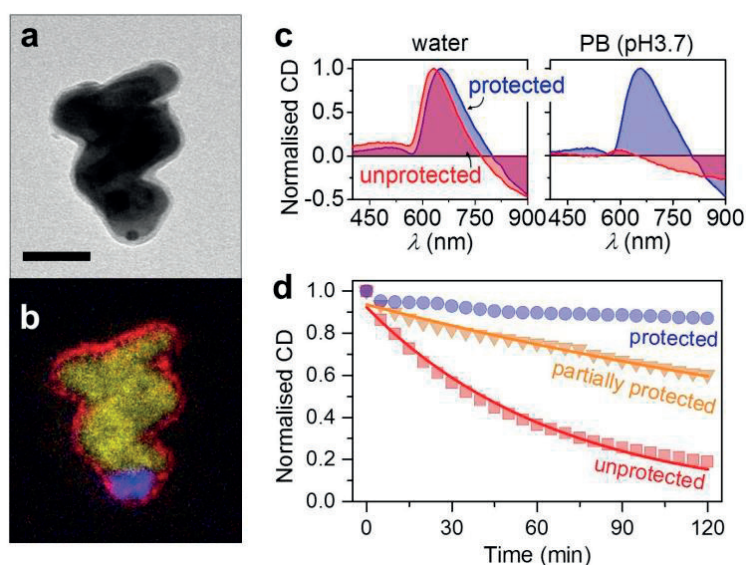 a
b
c
water
PB (pH3.7)
Normalised CD
1.0
0.5
0.0
-0.5
protected
unprotected
450 600 750 900
450 600 750 900
λ (nm)
λ (nm)
d
Normalised CD
1.0
0.8
0.6
0.4
0.2
0.0
protected
partially protected
unprotected
0 30 60 90 120
Time (min)